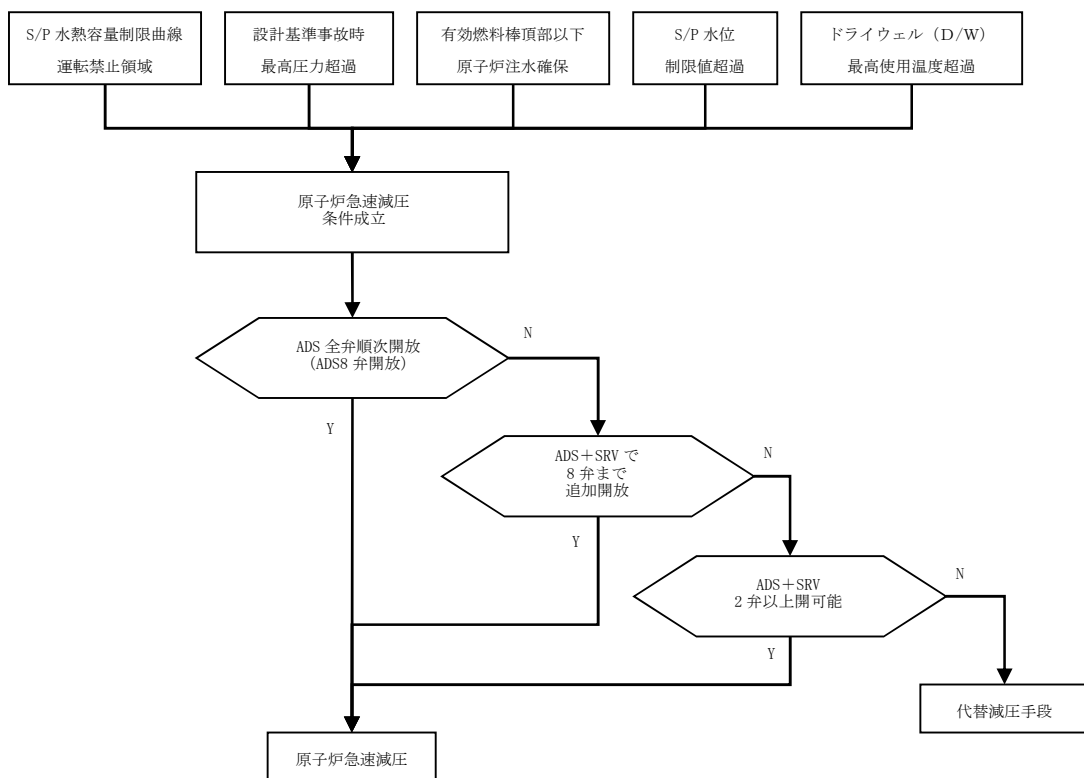 S/P 水熱容量制限曲線
運転禁止領域
設計基準事故時
最高圧力超過
有効燃料棒頂部以下
原子炉注水確保
S/P 水位
制限値超過
ドライウェル（D/W）
最高使用温度超過
原子炉急速減圧
条件成立
ADS 全弁順次開放
(ADS8 弁開放)
N
Y
ADS＋SRV で
8 弁まで
追加開放
N
Y
ADS＋SRV
2 弁以上開可能
N
Y
代替減圧手段
原子炉急速減圧